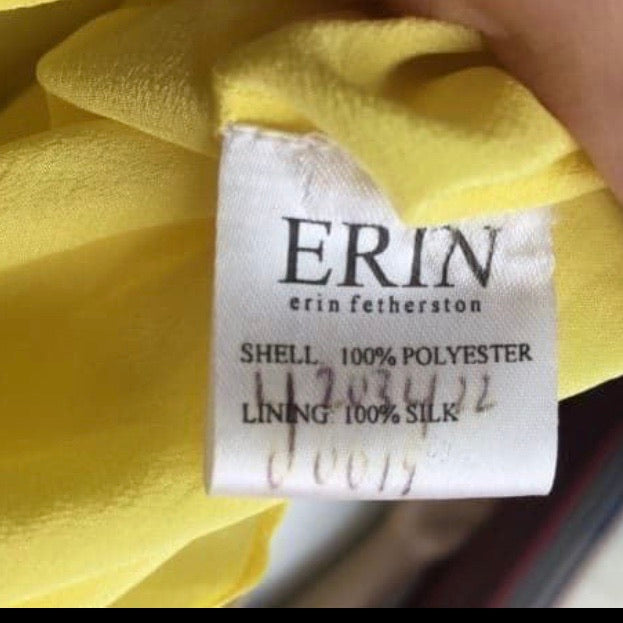 ERIN
erin fetherston
SHELL 100% POLYESTER
LINING: 100% SILK